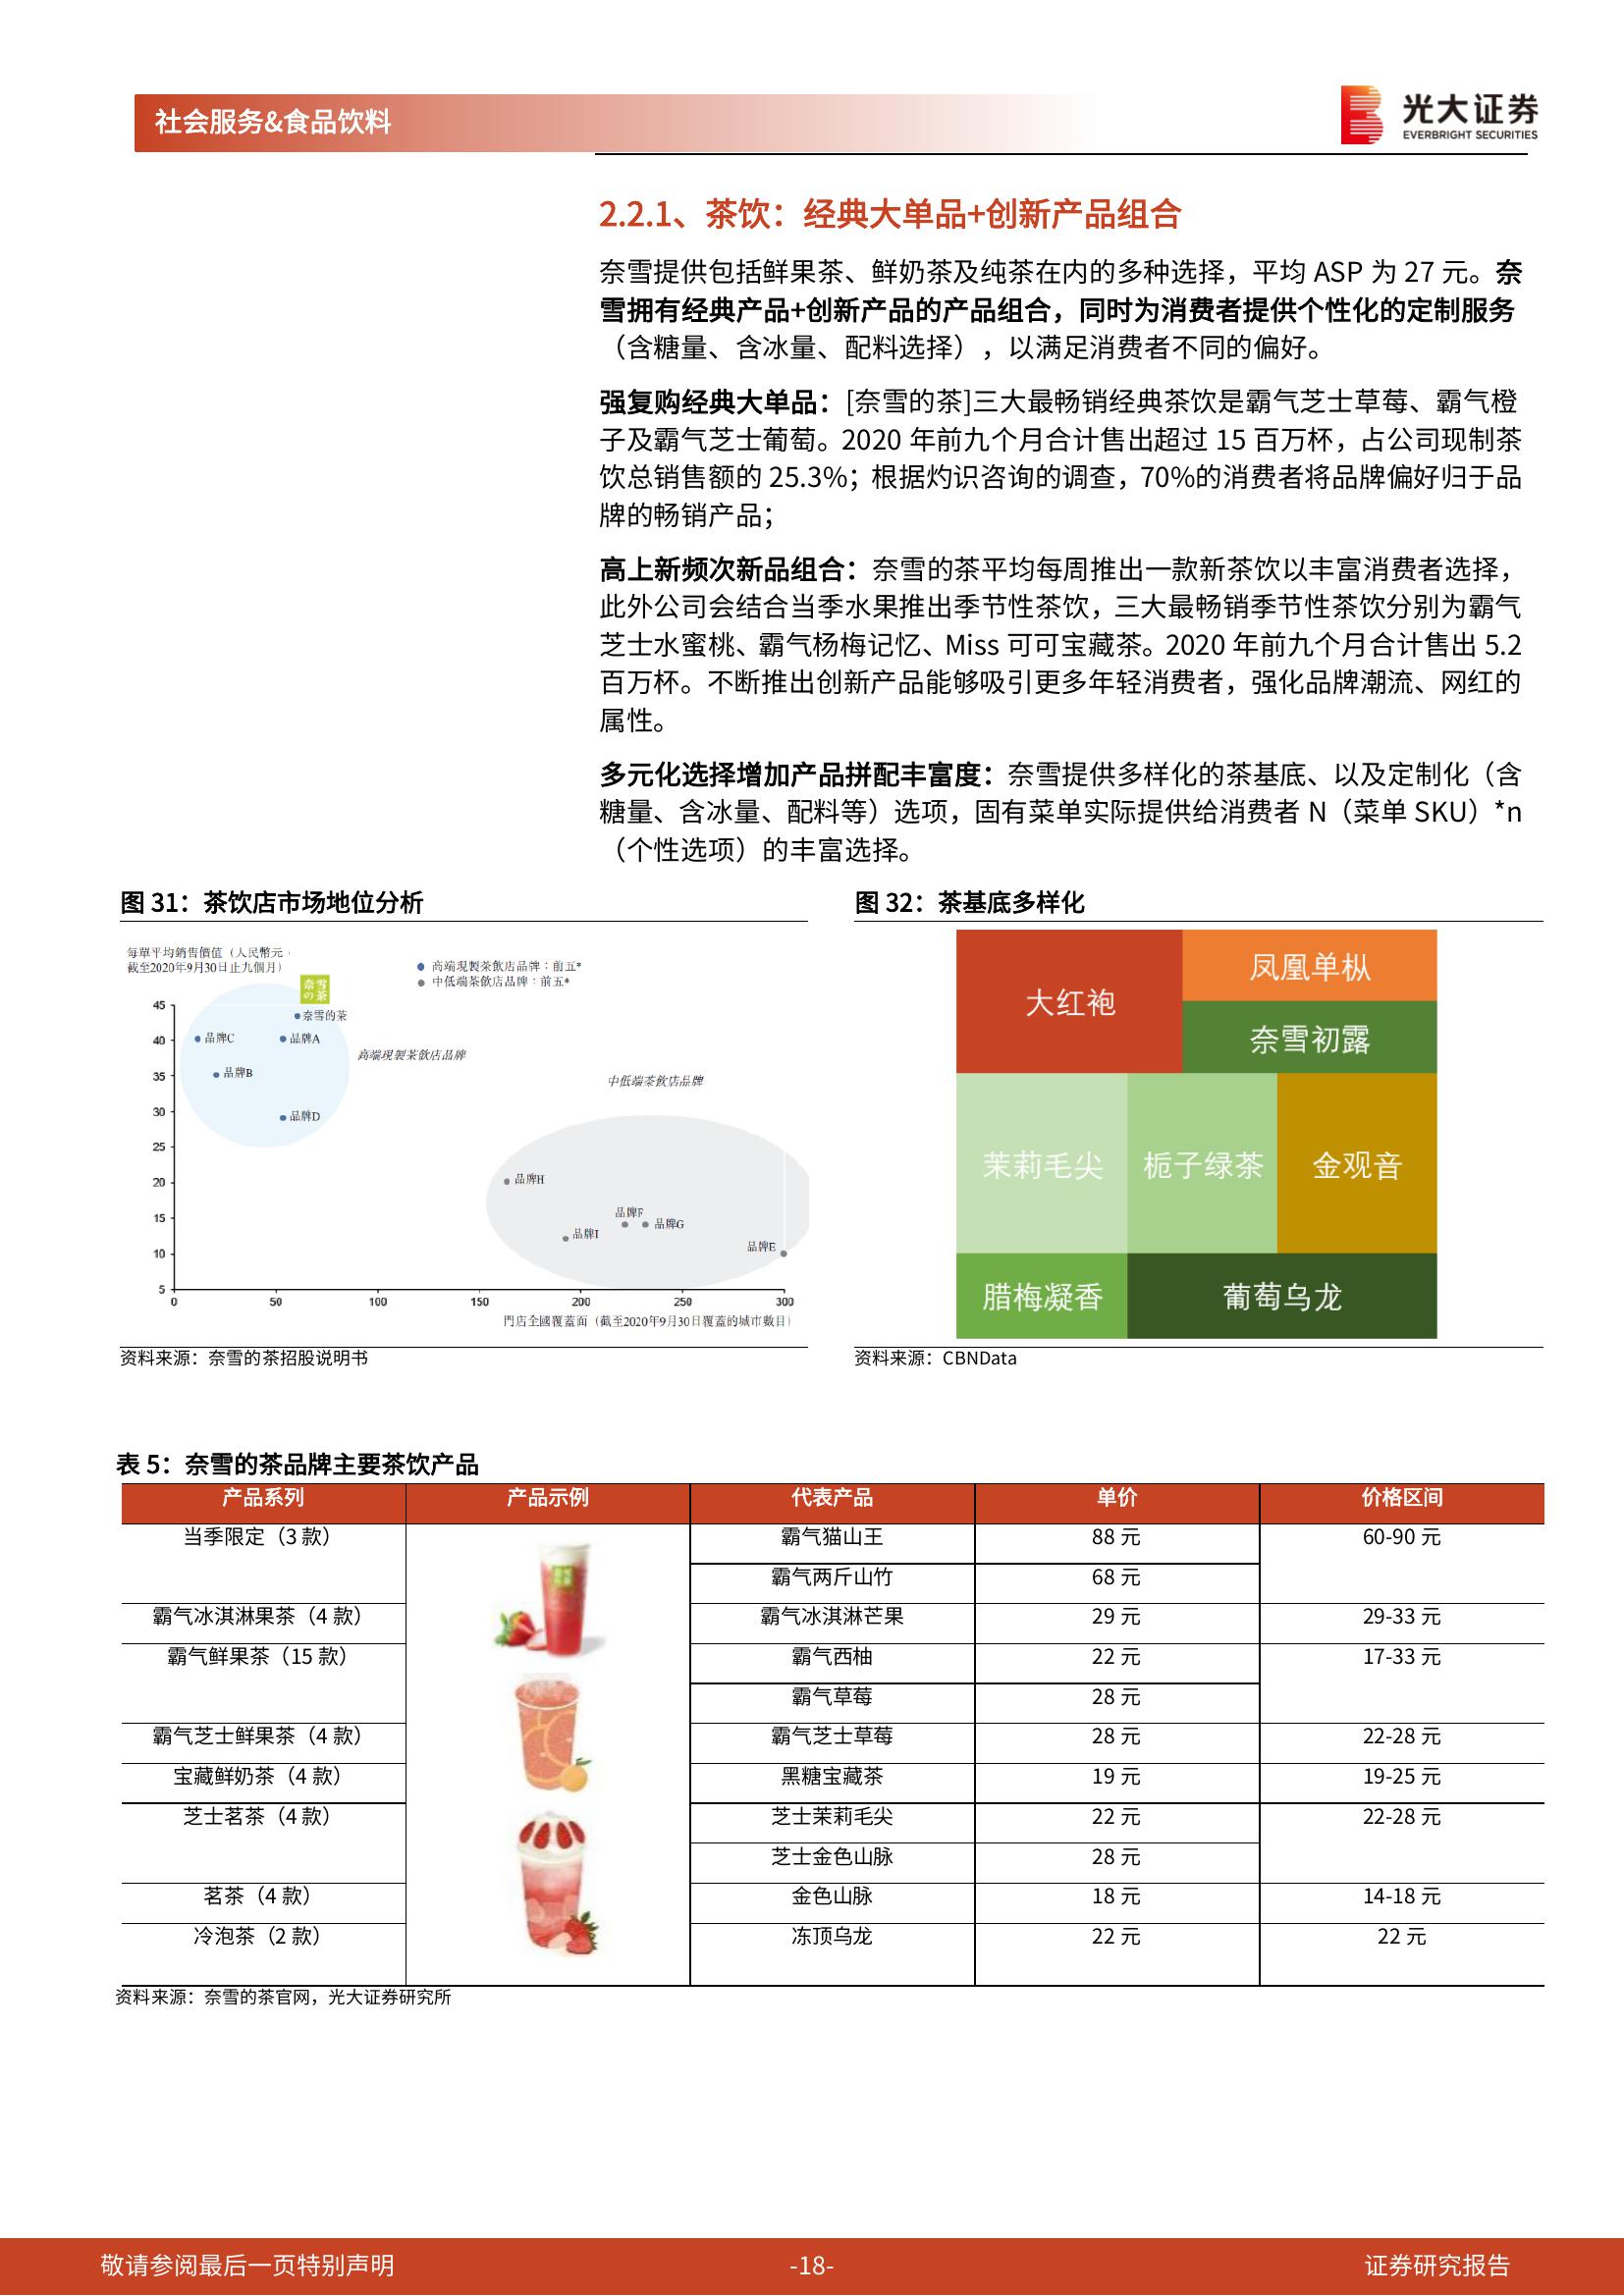 社会服务&食品饮料
光大证券
EVERBRIGHT SECURITIES
2.2.1、茶饮：经典大单品+创新产品组合
奈雪提供包括鲜果茶、鲜奶茶及纯茶在内的多种选择，平均 ASP 为 27 元。奈
雪拥有经典产品+创新产品的产品组合，同时为消费者提供个性化的定制服务
（含糖量、含冰量、配料选择），以满足消费者不同的偏好。
强复购经典大单品：[奈雪的茶]三大最畅销经典茶饮是霸气芝士草莓、霸气橙
子及霸气芝士葡萄。2020 年前九个月合计售出超过 15 百万杯，占公司现制茶
饮总销售额的 25.3%；根据灼识咨询的调查，70%的消费者将品牌偏好归于品
牌的畅销产品；
高上新频次新品组合：奈雪的茶平均每周推出一款新茶饮以丰富消费者选择，
此外公司会结合当季水果推出季节性茶饮，三大最畅销季节性茶饮分别为霸气
芝士水蜜桃、霸气杨梅记忆、Miss 可可宝藏茶。2020 年前九个月合计售出 5.2
百万杯。不断推出创新产品能够吸引更多年轻消费者，强化品牌潮流、网红的
属性。
多元化选择增加产品拼配丰富度：奈雪提供多样化的茶基底、以及定制化（含
糖量、含冰量、配料等）选项，固有菜单实际提供给消费者 N（菜单 SKU）*n
（个性选项）的丰富选择。
图 31：茶饮店市场地位分析
每單平均銷售價值（人民幣元，
截至2020年9月30日止九個月）
高端現製茶飲店品牌：前五*
中低端茶飲店品牌：前五*
奈雪
の茶
45
奈雪的茶
40
品牌C
品牌A
高端現製茶飲店品牌
35
品牌B
中低端茶飲店品牌
30
品牌D
25
20
品牌H
15
品牌F
品牌G
品牌I
10
品牌E
5
0 50 100 150 200 250 300
門店全國覆蓋面（截至2020年9月30日覆蓋的城市數目）
资料来源：奈雪的茶招股说明书
图 32：茶基底多样化
大红袍
凤凰单枞
奈雪初露
茉莉毛尖 栀子绿茶 金观音
腊梅凝香 葡萄乌龙
资料来源：CBNData
表 5：奈雪的茶品牌主要茶饮产品
产品系列 产品示例 代表产品 单价 价格区间
当季限定（3 款） 霸气猫山王 88 元 60-90 元
霸气两斤山竹 68 元
霸气冰淇淋果茶（4 款） 霸气冰淇淋芒果 29 元 29-33 元
霸气鲜果茶（15 款） 霸气西柚 22 元 17-33 元
霸气草莓 28 元
霸气芝士鲜果茶（4 款） 霸气芝士草莓 28 元 22-28 元
宝藏鲜奶茶（4 款） 黑糖宝藏茶 19 元 19-25 元
芝士茗茶（4 款） 芝士茉莉毛尖 22 元 22-28 元
芝士金色山脉 28 元
茗茶（4 款） 金色山脉 18 元 14-18 元
冷泡茶（2 款） 冻顶乌龙 22 元 22 元
资料来源：奈雪的茶官网，光大证券研究所
敬请参阅最后一页特别声明 -18- 证券研究报告